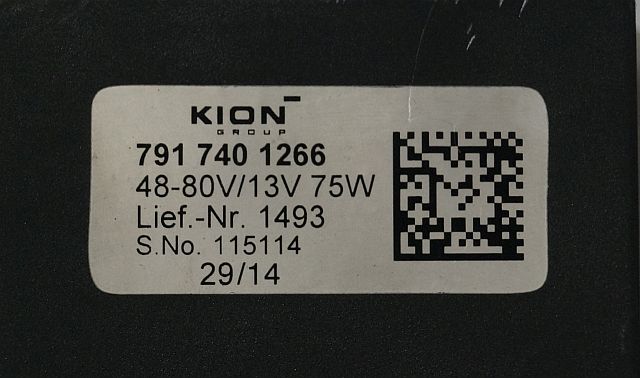 KION
GROUP
791 740 1266
48-80V/13V 75W
Lief.-Nr. 1493
S.No. 115114
29/14